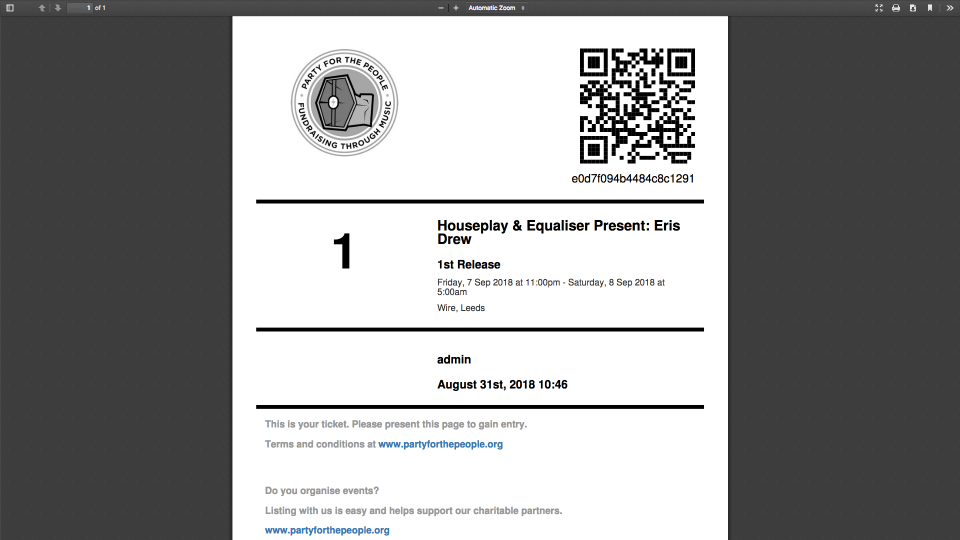 1 of 1
Automatic Zoom
PARTY FOR THE PEOPLE
FUNDRAISING THROUGH MUSIC
e0d7f094b4484c8c1291
1
Houseplay & Equaliser Present: Eris
Drew
1st Release
Friday, 7 Sep 2018 at 11:00pm - Saturday, 8 Sep 2018 at
5:00am
Wire, Leeds
admin
August 31st, 2018 10:46
This is your ticket. Please present this page to gain entry.
Terms and conditions at www.partyforthepeople.org
Do you organise events?
Listing with us is easy and helps support our charitable partners.
www.partyforthepeople.org